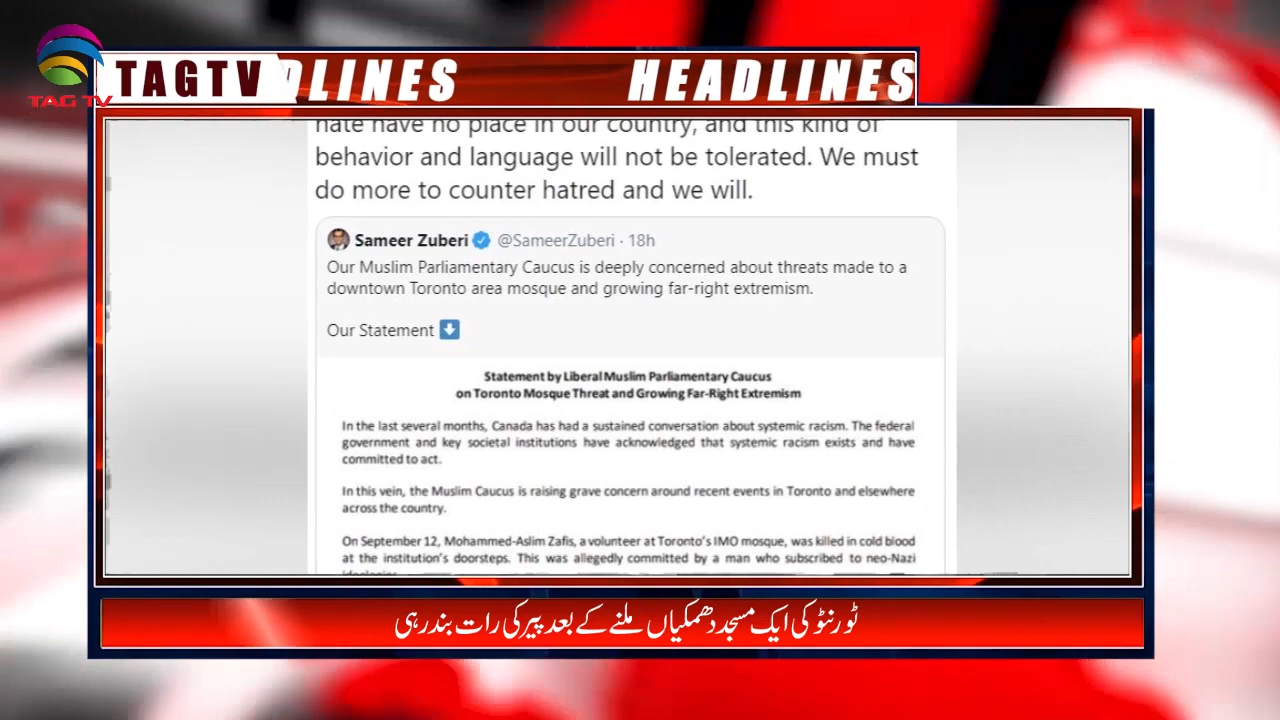 TAG TV
TAGTV
DLINES HEADLINES
hate have no place in our country, and this kind of
behavior and language will not be tolerated. We must
do more to counter hatred and we will.
Sameer Zuberi @SameerZuberi · 18h
Our Muslim Parliamentary Caucus is deeply concerned about threats made to a
downtown Toronto area mosque and growing far-right extremism.
Our Statement ⬇
Statement by Liberal Muslim Parliamentary Caucus
on Toronto Mosque Threat and Growing Far-Right Extremism
In the last several months, Canada has had a sustained conversation about systemic racism. The federal
government and key societal institutions have acknowledged that systemic racism exists and have
committed to act.
In this vein, the Muslim Caucus is raising grave concern around recent events in Toronto and elsewhere
across the country.
On September 12, Mohammed-Aslim Zafis, a volunteer at Toronto's IMO mosque, was killed in cold blood
at the institution's doorsteps. This was allegedly committed by a man who subscribed to neo-Nazi
ٹورنٹو کی ایک مسجد دھمکیاں ملنے کے بعد پیر کی رات بند رہی